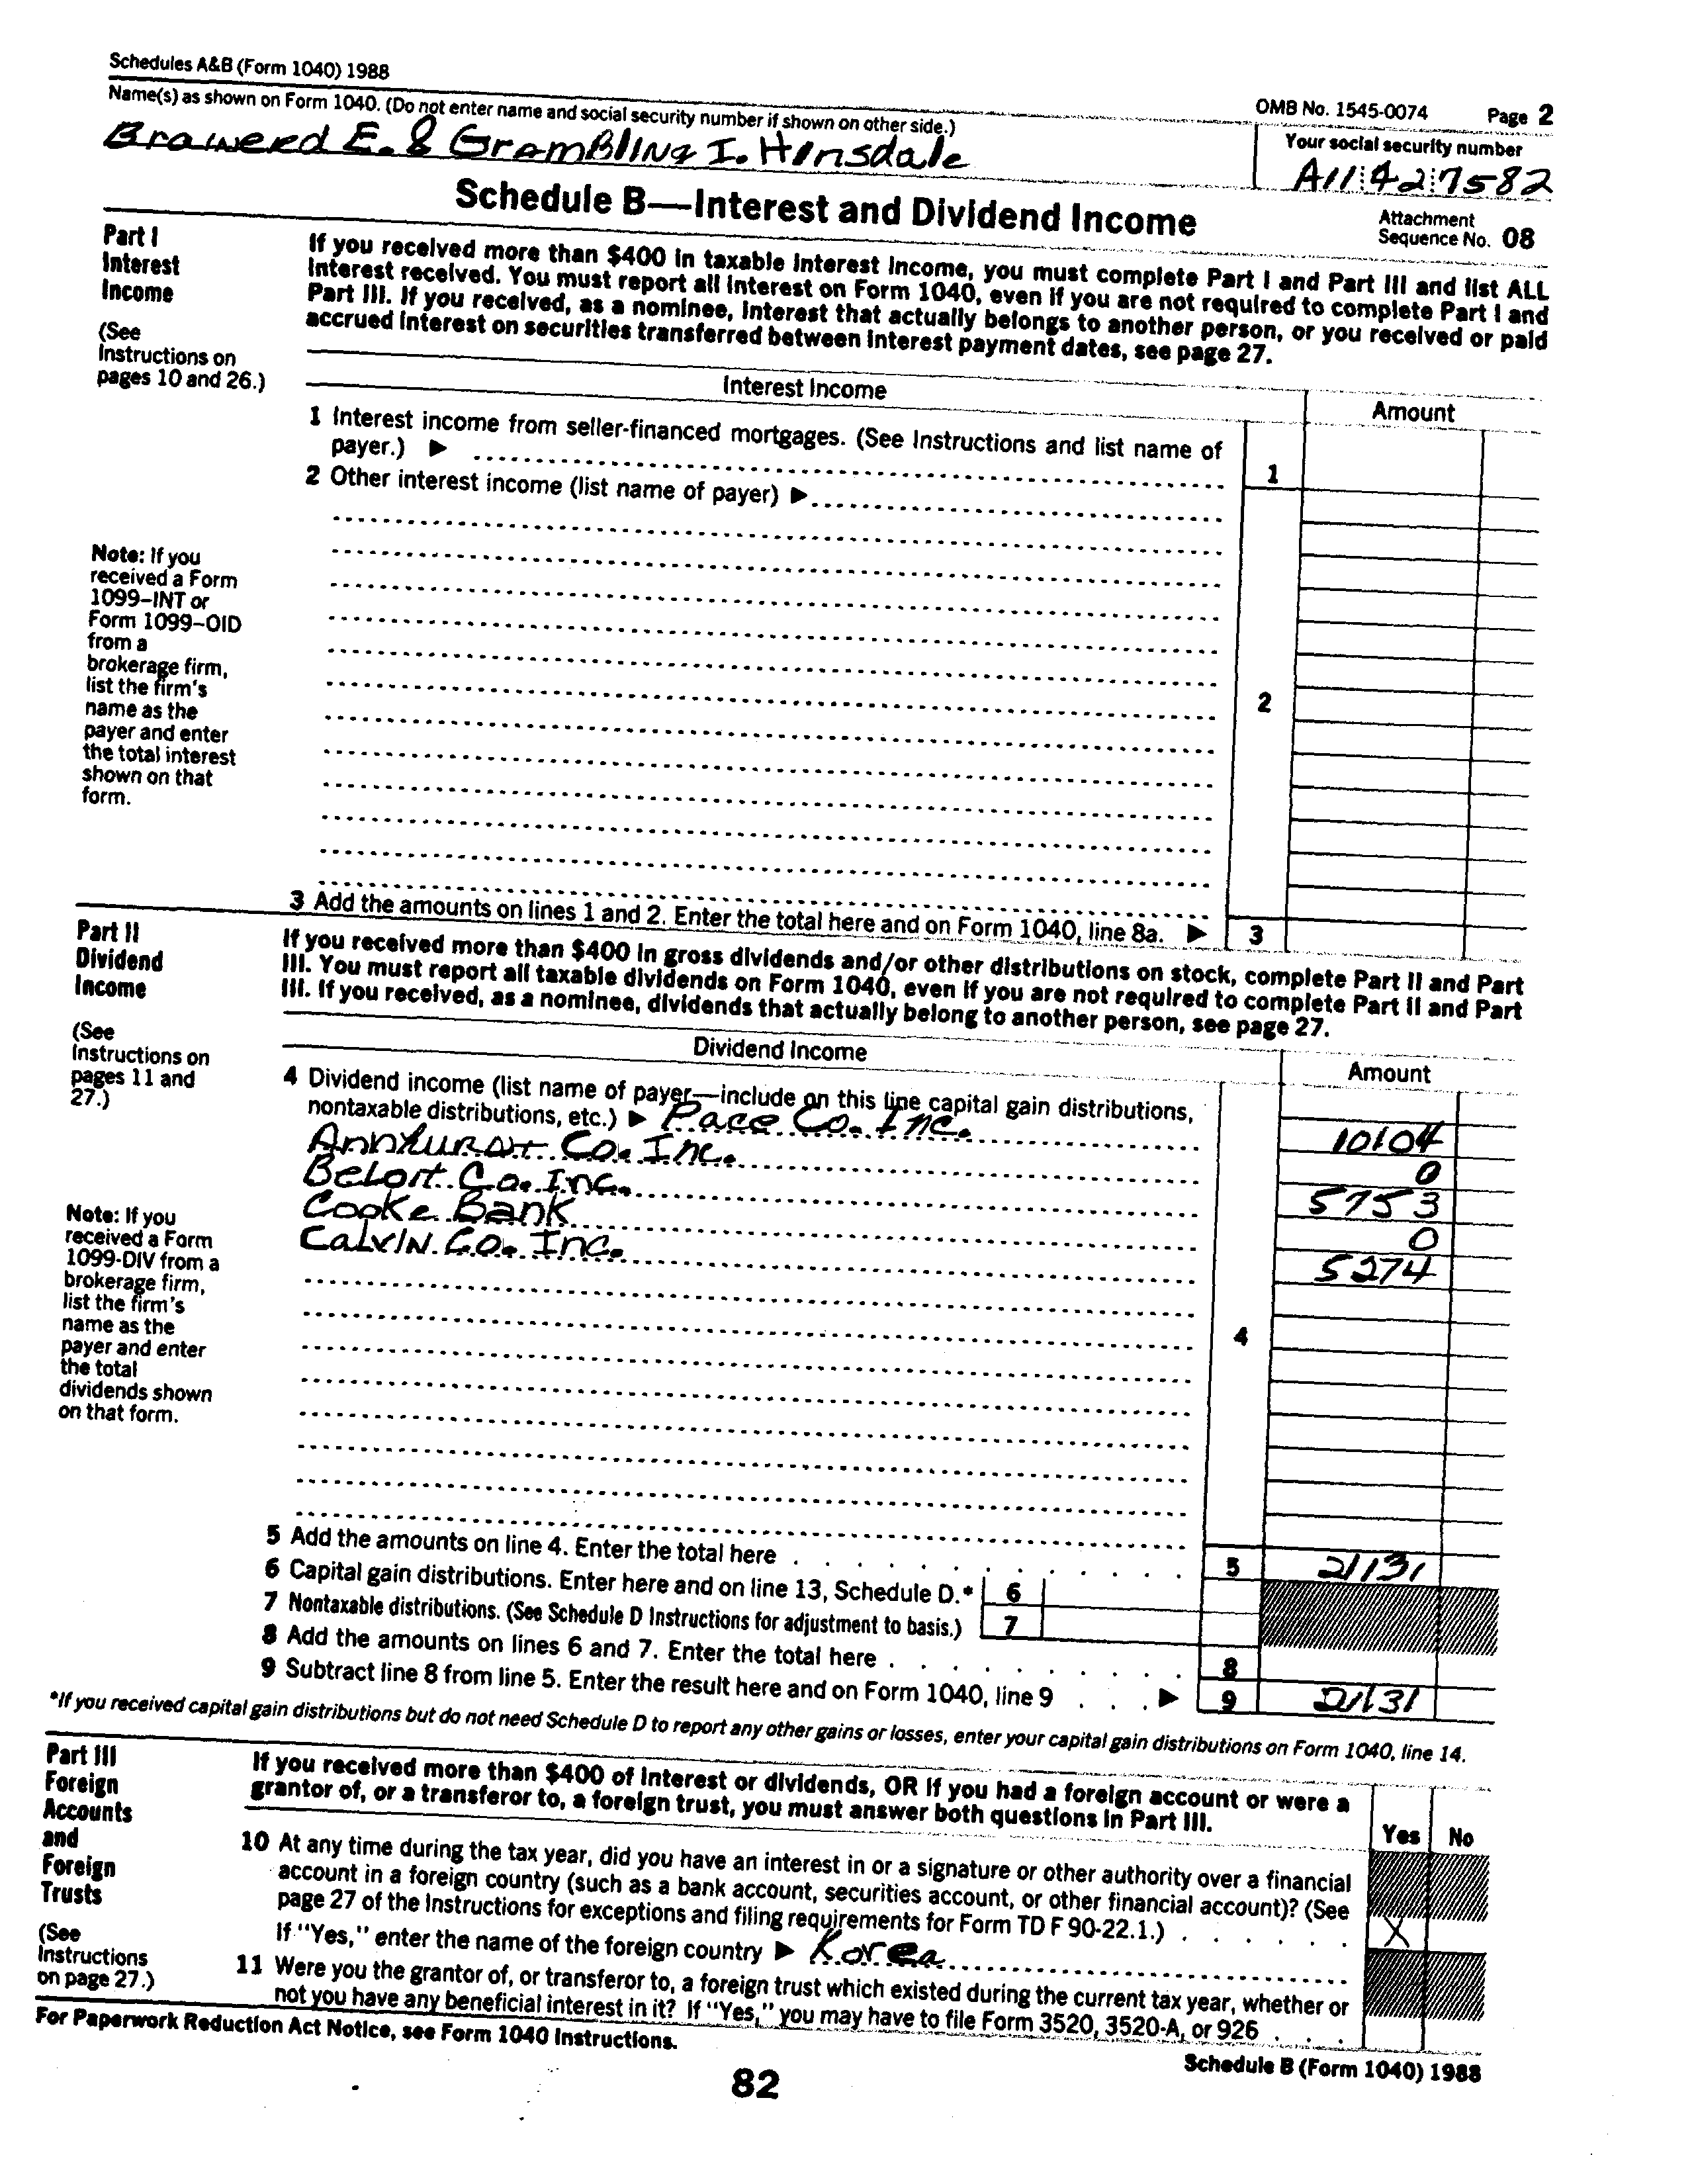 Schedules A&B (Form 1040) 1988
OMB No. 1545-0074 Page 2
Name(s) as shown on Form 1040. (Do not enter name and social security number if shown on other side.)
Your social security number
Braweed E. & GramBling I. Hinsdale
A11 42 7582
Schedule B—Interest and Dividend Income
Attachment
Sequence No. 08
Part I
Interest
Income
(See
Instructions on
pages 10 and 26.)
If you received more than $400 in taxable interest income, you must complete Part I and Part III and list ALL
interest received. You must report all interest on Form 1040, even if you are not required to complete Part I and
Part III. If you received, as a nominee, interest that actually belongs to another person, or you received or paid
accrued interest on securities transferred between interest payment dates, see page 27.
Interest Income
Amount
1 Interest income from seller-financed mortgages. (See Instructions and list name of
payer.) ▶
1
2 Other interest income (list name of payer) ▶
Note: If you
received a Form
1099–INT or
Form 1099–OID
from a
brokerage firm,
list the firm's
name as the
payer and enter
the total interest
shown on that
form.
2
3 Add the amounts on lines 1 and 2. Enter the total here and on Form 1040, line 8a. ▶ 3
Part II
Dividend
Income
(See
Instructions on
pages 11 and
27.)
If you received more than $400 in gross dividends and/or other distributions on stock, complete Part II and Part
III. You must report all taxable dividends on Form 1040, even if you are not required to complete Part II and Part
III. If you received, as a nominee, dividends that actually belong to another person, see page 27.
Dividend Income
Amount
4 Dividend income (list name of payer—include on this line capital gain distributions,
nontaxable distributions, etc.) ▶ Pace Co. Inc. 10104
Annhurst Co. Inc. 0
Beloit Co. Inc. 5753
Cooke Bank 0
Calvin Co. Inc. 5274
Note: If you
received a Form
1099-DIV from a
brokerage firm,
list the firm's
name as the
payer and enter
the total
dividends shown
on that form.
4
5 Add the amounts on line 4. Enter the total here 5 21131
6 Capital gain distributions. Enter here and on line 13, Schedule D.* 6
7 Nontaxable distributions. (See Schedule D Instructions for adjustment to basis.) 7
8 Add the amounts on lines 6 and 7. Enter the total here 8
9 Subtract line 8 from line 5. Enter the result here and on Form 1040, line 9 ▶ 9 21131
*If you received capital gain distributions but do not need Schedule D to report any other gains or losses, enter your capital gain distributions on Form 1040, line 14.
Part III
Foreign
Accounts
and
Foreign
Trusts
(See
Instructions
on page 27.)
If you received more than $400 of interest or dividends, OR if you had a foreign account or were a
grantor of, or a transferor to, a foreign trust, you must answer both questions in Part III.
Yes No
10 At any time during the tax year, did you have an interest in or a signature or other authority over a financial
account in a foreign country (such as a bank account, securities account, or other financial account)? (See
page 27 of the Instructions for exceptions and filing requirements for Form TD F 90-22.1.) X
If "Yes," enter the name of the foreign country ▶ Korea
11 Were you the grantor of, or transferor to, a foreign trust which existed during the current tax year, whether or
not you have any beneficial interest in it? If "Yes," you may have to file Form 3520, 3520-A, or 926
For Paperwork Reduction Act Notice, see Form 1040 Instructions.
Schedule B (Form 1040) 1988
82